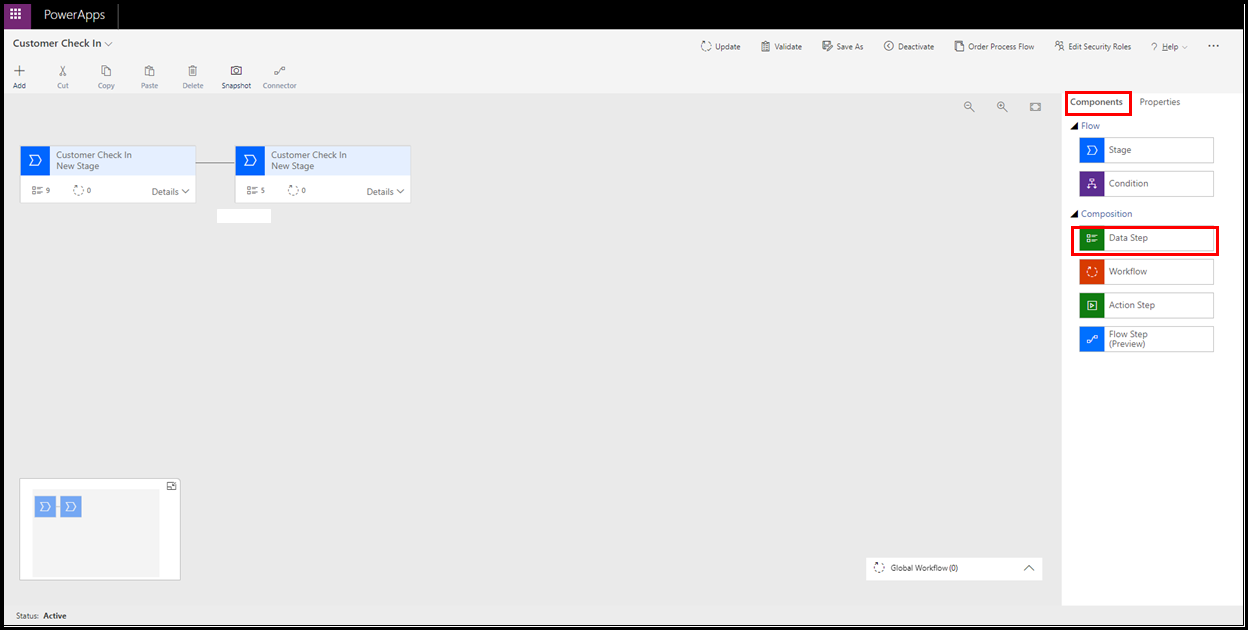 PowerApps
Customer Check In
Update
Validate
Save As
Deactivate
Order Process Flow
Edit Security Roles
? Help
Add
Cut
Copy
Paste
Delete
Snapshot
Connector
Components
Properties
Flow
Stage
Condition
Composition
Data Step
Workflow
Action Step
Flow Step
(Preview)
Customer Check In
New Stage
9
0
Details
Customer Check In
New Stage
5
0
Details
Global Workflow (0)
Status: Active